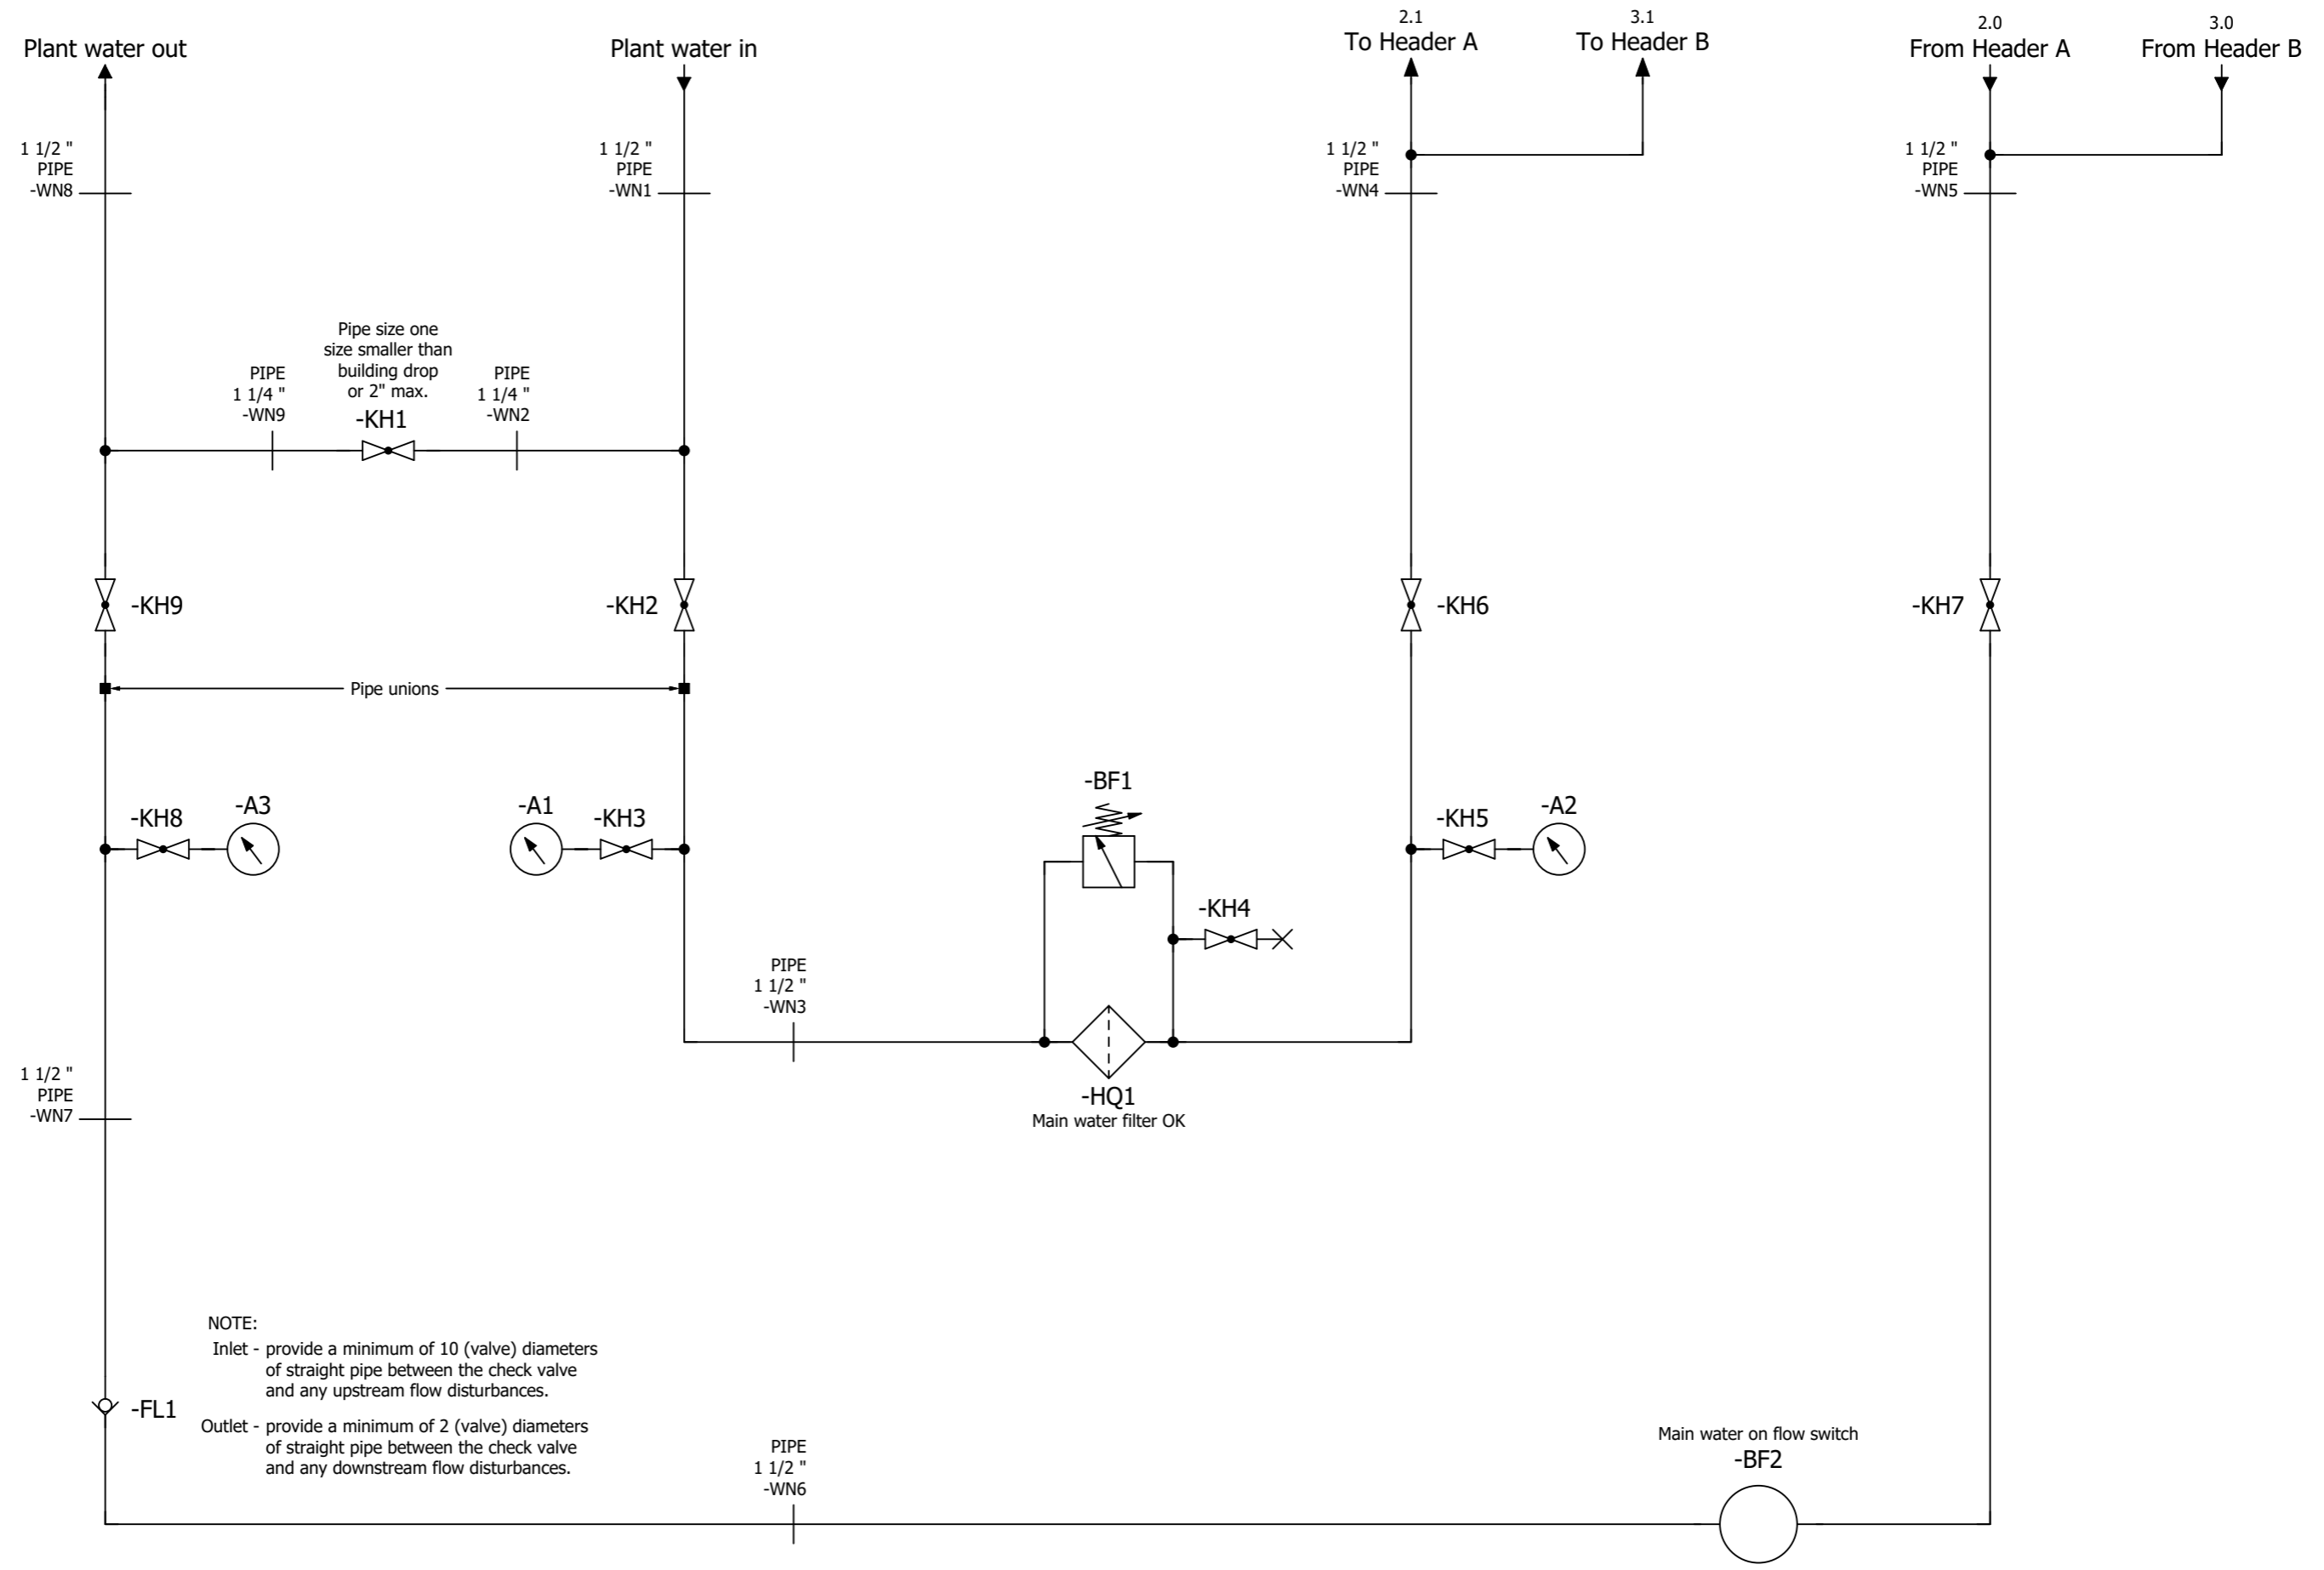 2.1
3.1
2.0
3.0
Plant water out
Plant water in
To Header A
To Header B
From Header A
From Header B
1 1/2 "
PIPE
-WN8
1 1/2 "
PIPE
-WN1
1 1/2 "
PIPE
-WN4
1 1/2 "
PIPE
-WN5
Pipe size one
size smaller than
building drop
or 2" max.
PIPE
1 1/4 "
-WN9
-KH1
PIPE
1 1/4 "
-WN2
-KH9
-KH2
-KH6
-KH7
Pipe unions
-KH8
-A3
-A1
-KH3
-BF1
-KH5
-A2
-KH4
PIPE
1 1/2 "
-WN3
-HQ1
Main water filter OK
1 1/2 "
PIPE
-WN7
NOTE:
Inlet - provide a minimum of 10 (valve) diameters
of straight pipe between the check valve
and any upstream flow disturbances.
-FL1
Outlet - provide a minimum of 2 (valve) diameters
of straight pipe between the check valve
and any downstream flow disturbances.
PIPE
1 1/2 "
-WN6
Main water on flow switch
-BF2